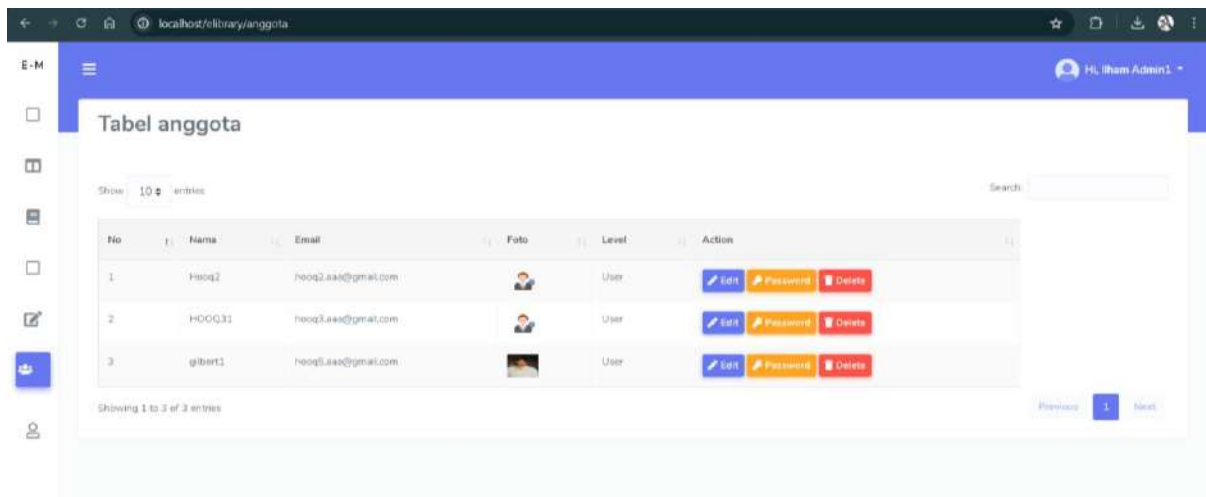 localhost/elibrary/anggota
E-M
Hi, Ilham Admin1
Tabel anggota
Show 10 entries
Search:
No Nama Email Foto Level Action
1 Hooq2 hooq2.aaa@gmail.com User Edit Password Delete
2 HOOQ31 hooq3.aaa@gmail.com User Edit Password Delete
3 gilbert1 hooq5.aaa@gmail.com User Edit Password Delete
Showing 1 to 3 of 3 entries
Previous 1 Next